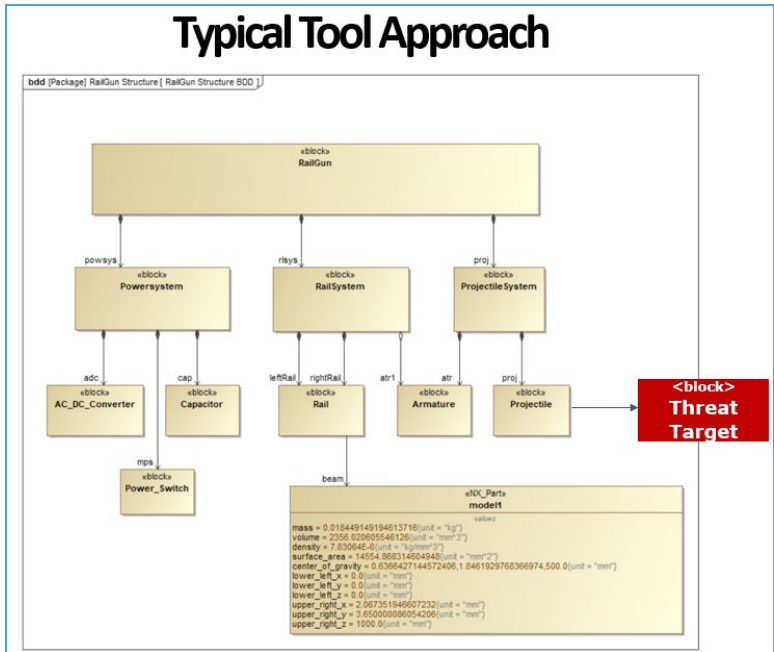 Typical Tool Approach
bdd [Package] RailGun Structure [ RailGun Structure BDD ]
«block»
RailGun
powsys
rlsys
proj
«block»
Powersystem
«block»
RailSystem
«block»
ProjectileSystem
adc
cap
leftRail
rightRail
atr1
atr
proj
«block»
AC_DC_Converter
«block»
Capacitor
«block»
Rail
«block»
Armature
«block»
Projectile
<block>
Threat
Target
mps
«block»
Power_Switch
beam
«NX_Part»
model1
values
mass = 0.018449149194613716{unit = "kg"}
volume = 2356.020605546126{unit = "mm^3"}
density = 7.83064E-6{unit = "kg/mm^3"}
surface_area = 14554.868314604948{unit = "mm^2"}
center_of_gravity = 0.6366427144572406,1.8461929768366974,500.0{unit = "mm"}
lower_left_x = 0.0{unit = "mm"}
lower_left_y = 0.0{unit = "mm"}
lower_left_z = 0.0{unit = "mm"}
upper_right_x = 2.067351946607232{unit = "mm"}
upper_right_y = 3.650000086054206{unit = "mm"}
upper_right_z = 1000.0{unit = "mm"}